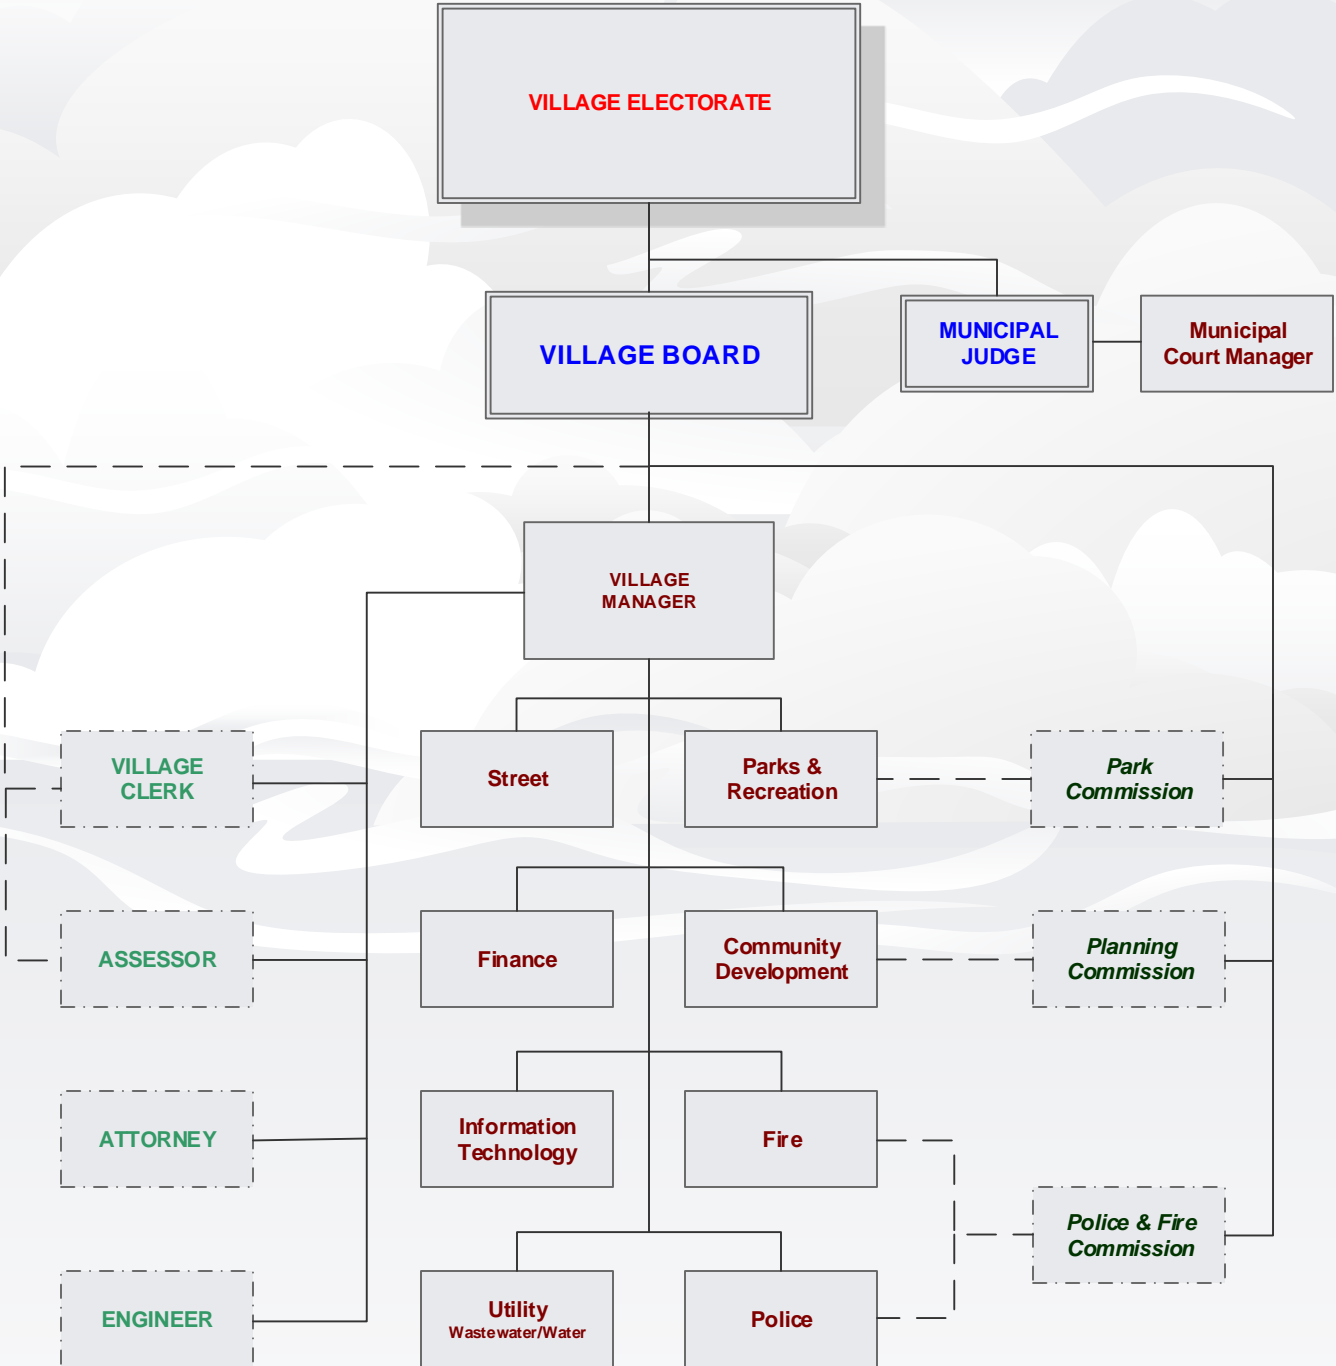 VILLAGE ELECTORATE
VILLAGE BOARD
MUNICIPAL
JUDGE
Municipal
Court Manager
VILLAGE
MANAGER
VILLAGE
CLERK
Street
Parks &
Recreation
Park
Commission
ASSESSOR
Finance
Community
Development
Planning
Commission
ATTORNEY
Information
Technology
Fire
Police & Fire
Commission
ENGINEER
Utility
Wastewater/Water
Police